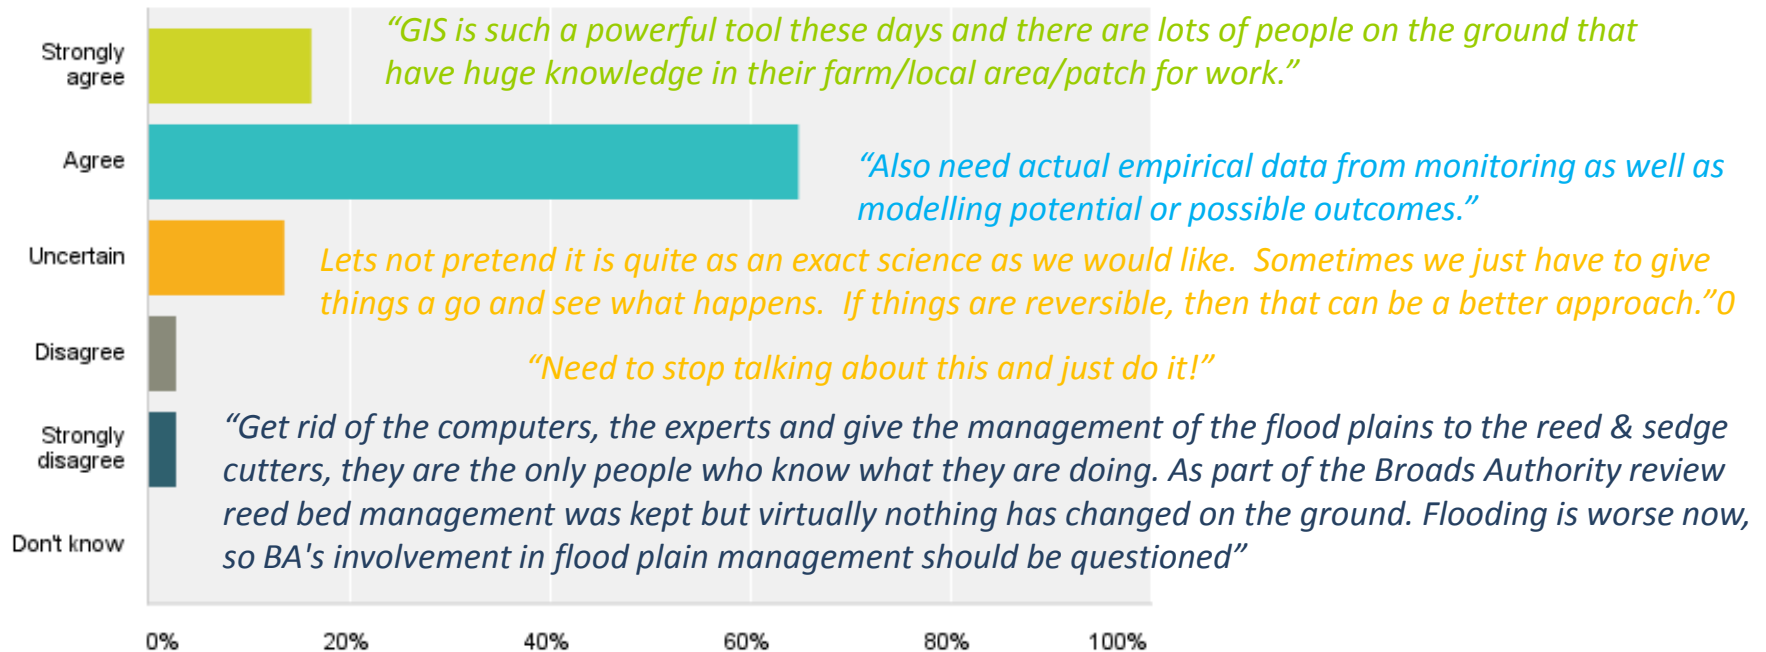 Strongly
agree
“GIS is such a powerful tool these days and there are lots of people on the ground that
have huge knowledge in their farm/local area/patch for work.”
Agree
“Also need actual empirical data from monitoring as well as
modelling potential or possible outcomes.”
Uncertain
Lets not pretend it is quite as an exact science as we would like.  Sometimes we just have to give
things a go and see what happens.  If things are reversible, then that can be a better approach.”0
Disagree
“Need to stop talking about this and just do it!”
Strongly
disagree
“Get rid of the computers, the experts and give the management of the flood plains to the reed & sedge
cutters, they are the only people who know what they are doing. As part of the Broads Authority review
reed bed management was kept but virtually nothing has changed on the ground. Flooding is worse now,
so BA's involvement in flood plain management should be questioned”
Don't know
0% 20% 40% 60% 80% 100%